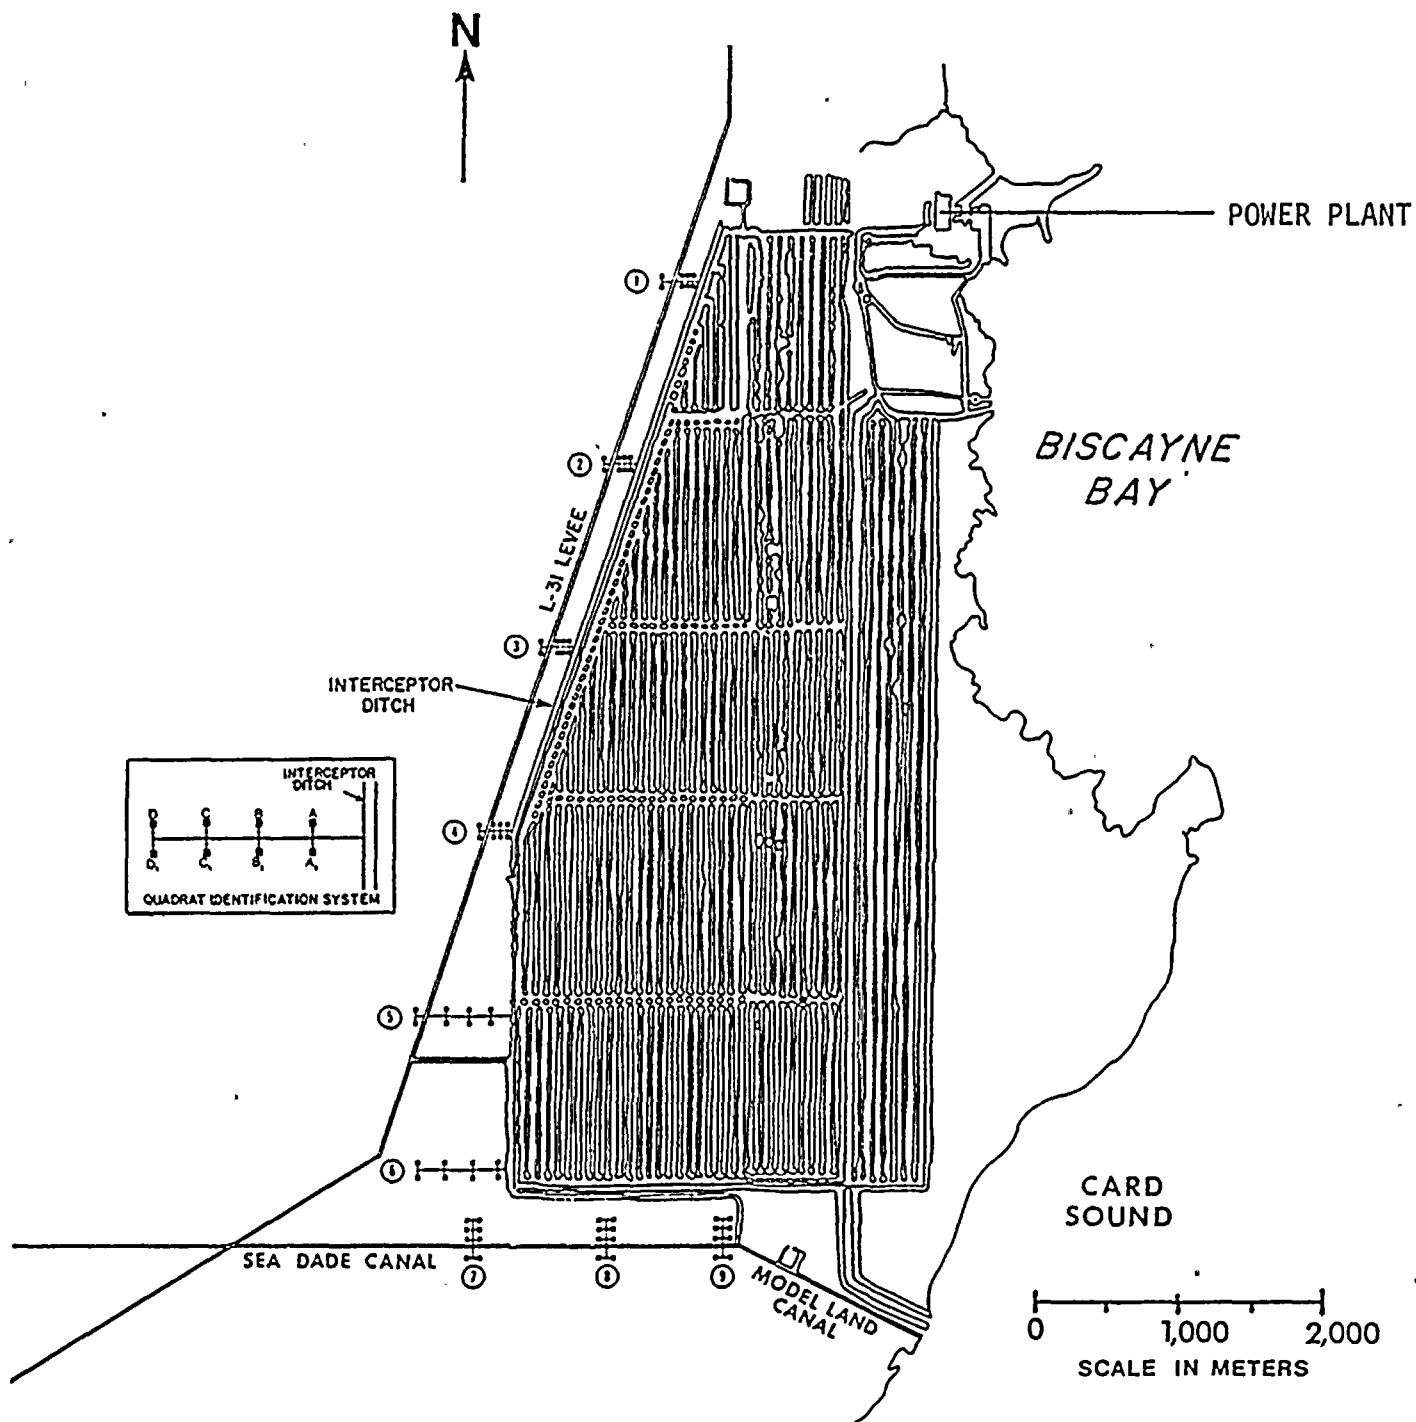 N
POWER PLANT
1
BISCAYNE
BAY
2
L-31 LEVEE
3
INTERCEPTOR
DITCH
INTERCEPTOR
DITCH
D C B A
D₁ C₁ B₁ A₁
QUADRAT IDENTIFICATION SYSTEM
4
5
6
CARD
SOUND
SEA DADE CANAL
7 8 9
MODEL LAND
CANAL
0 1,000 2,000
SCALE IN METERS